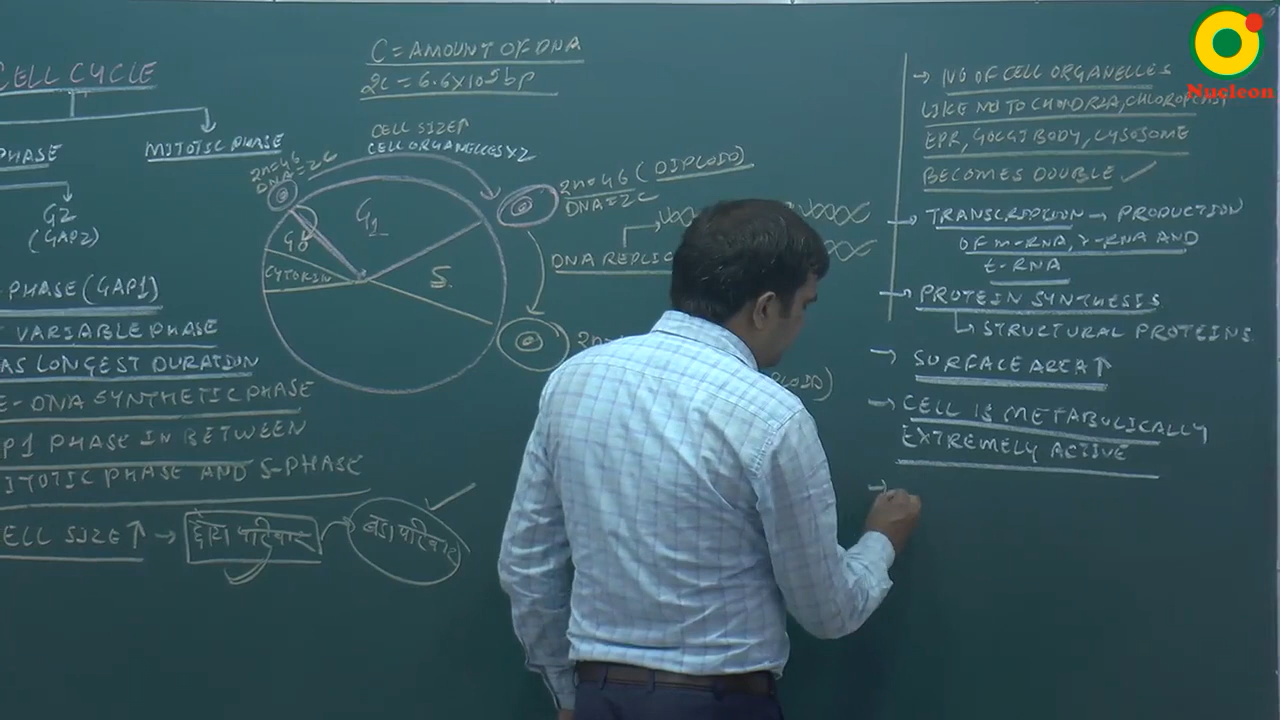 CELL CYCLE
PHASE
MITOTIC PHASE
G2
(GAP2)
PHASE (GAP1)
VARIABLE PHASE
AS LONGEST DURATION
E-DNA SYNTHETIC PHASE
P1 PHASE IN BETWEEN
ITOTIC PHASE AND S-PHASE
ELL SIZE ↑ → छोटा परिवार → बडा परिवार
C = AMOUNT OF DNA
2C = 6.6×10⁹bp
CELL SIZE ↑
CELL ORGANELLES X 2
2n=46
DNA=2C
G1
G0
CYTOKIN
S
2n=46 (DIPLOID)
DNA=2C
DNA REPLIC
2n
PLOID)
→ NO OF CELL ORGANELLES
LIKE MITOCHONDRIA, CHLOROPLAST
EPR, GOLGI BODY, LYSOSOME
BECOMES DOUBLE ✓
→ TRANSCRIPTION → PRODUCTION
OF m-RNA, r-RNA AND
t-RNA
→ PROTEIN SYNTHESIS
↳ STRUCTURAL PROTEINS
→ SURFACE AREA ↑
→ CELL IS METABULICALLY
EXTREMELY ACTIVE
→
Nucleon